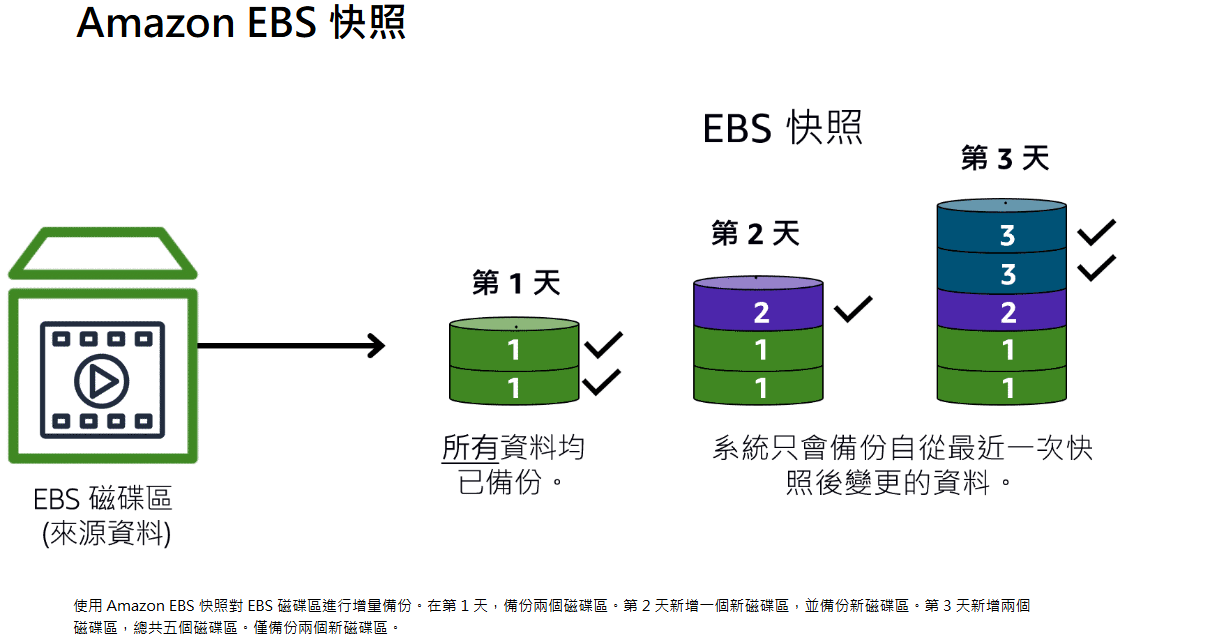 Amazon EBS 快照
EBS 快照
第 1 天
1
1
第 2 天
2
1
1
第 3 天
3
3
2
1
1
EBS 磁碟區
(來源資料)
所有資料均
已備份。
系統只會備份自從最近一次快
照後變更的資料。
使用 Amazon EBS 快照對 EBS 磁碟區進行增量備份。在第 1 天，備份兩個磁碟區。第 2 天新增一個新磁碟區，並備份新磁碟區。第 3 天新增兩個
磁碟區，總共五個磁碟區。僅備份兩個新磁碟區。